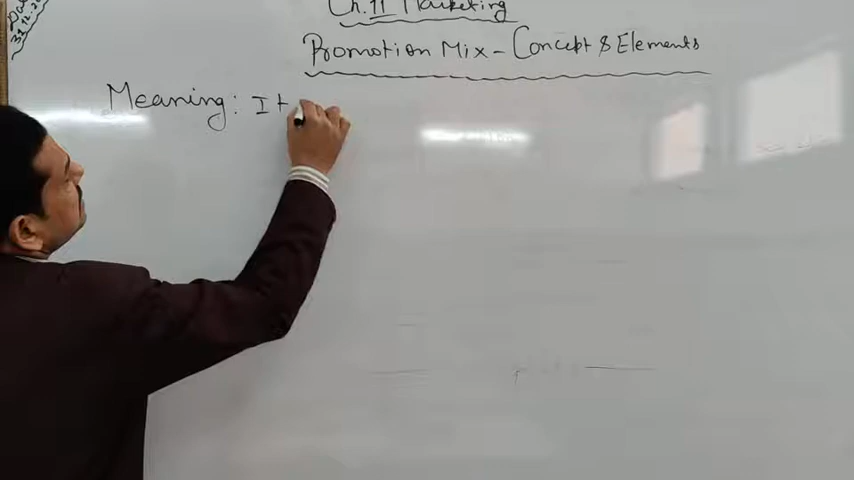 Ch. 11 Marketing
Promotion Mix - Concept & Elements
Meaning: It